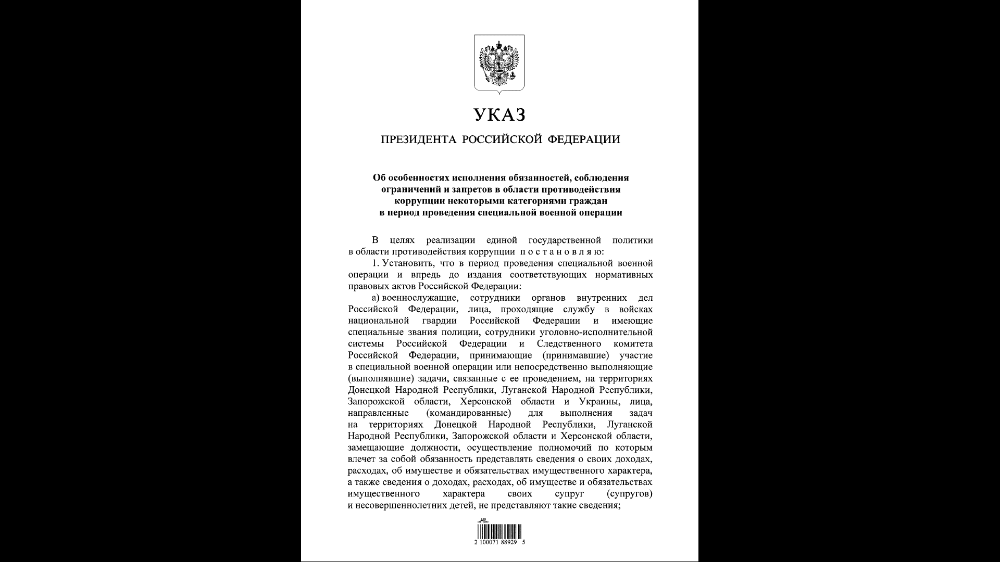 УКАЗ
ПРЕЗИДЕНТА РОССИЙСКОЙ ФЕДЕРАЦИИ
Об особенностях исполнения обязанностей, соблюдения
ограничений и запретов в области противодействия
коррупции некоторыми категориями граждан
в период проведения специальной военной операции
В целях реализации единой государственной политики
в области противодействия коррупции п о с т а н о в л я ю:
1. Установить, что в период проведения специальной военной
операции и впредь до издания соответствующих нормативных
правовых актов Российской Федерации:
а) военнослужащие, сотрудники органов внутренних дел
Российской Федерации, лица, проходящие службу в войсках
национальной гвардии Российской Федерации и имеющие
специальные звания полиции, сотрудники уголовно-исполнительной
системы Российской Федерации и Следственного комитета
Российской Федерации, принимающие (принимавшие) участие
в специальной военной операции или непосредственно выполняющие
(выполнявшие) задачи, связанные с ее проведением, на территориях
Донецкой Народной Республики, Луганской Народной Республики,
Запорожской области, Херсонской области и Украины, лица,
направленные (командированные) для выполнения задач
на территориях Донецкой Народной Республики, Луганской
Народной Республики, Запорожской области и Херсонской области,
замещающие должности, осуществление полномочий по которым
влечет за собой обязанность представлять сведения о своих доходах,
расходах, об имуществе и обязательствах имущественного характера,
а также сведения о доходах, расходах, об имуществе и обязательствах
имущественного характера своих супруг (супругов)
и несовершеннолетних детей, не представляют такие сведения;
2 100071 88929 5